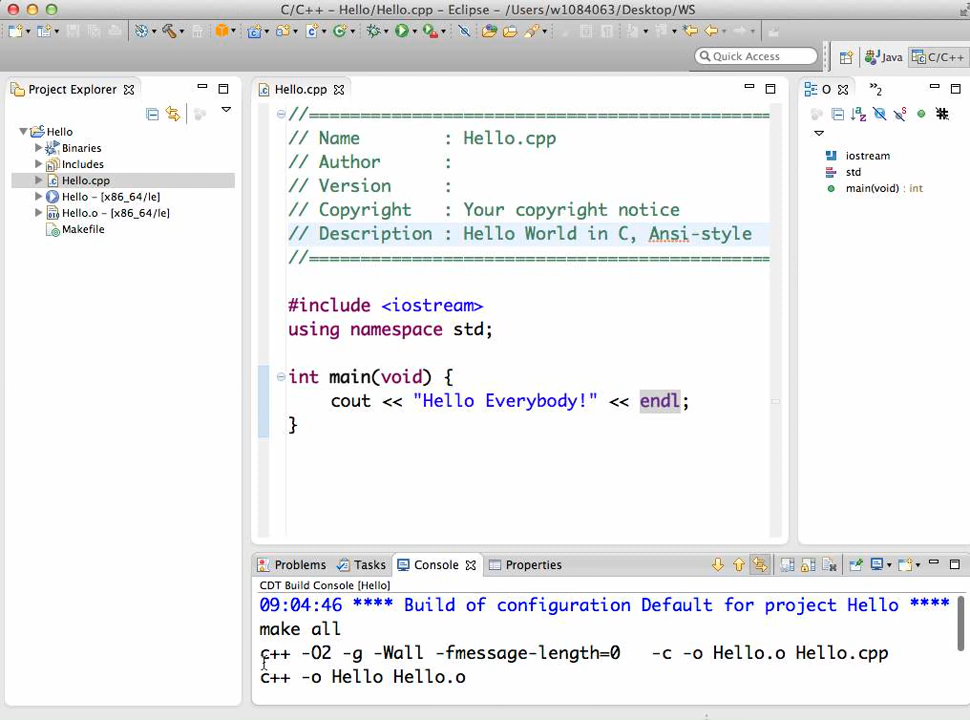 C/C++ - Hello/Hello.cpp - Eclipse - /Users/w1084063/Desktop/WS
Quick Access
Java
C/C++
Project Explorer
Hello
Binaries
Includes
Hello.cpp
Hello - [x86_64/le]
Hello.o - [x86_64/le]
Makefile
Hello.cpp
//=============================================
// Name        : Hello.cpp
// Author      :
// Version     :
// Copyright   : Your copyright notice
// Description : Hello World in C, Ansi-style
//=============================================
#include <iostream>
using namespace std;
int main(void) {
cout << "Hello Everybody!" << endl;
}
O
»2
iostream
std
main(void) : int
Problems
Tasks
Console
Properties
CDT Build Console [Hello]
09:04:46 **** Build of configuration Default for project Hello ****
make all
c++ -O2 -g -Wall -fmessage-length=0   -c -o Hello.o Hello.cpp
c++ -o Hello Hello.o